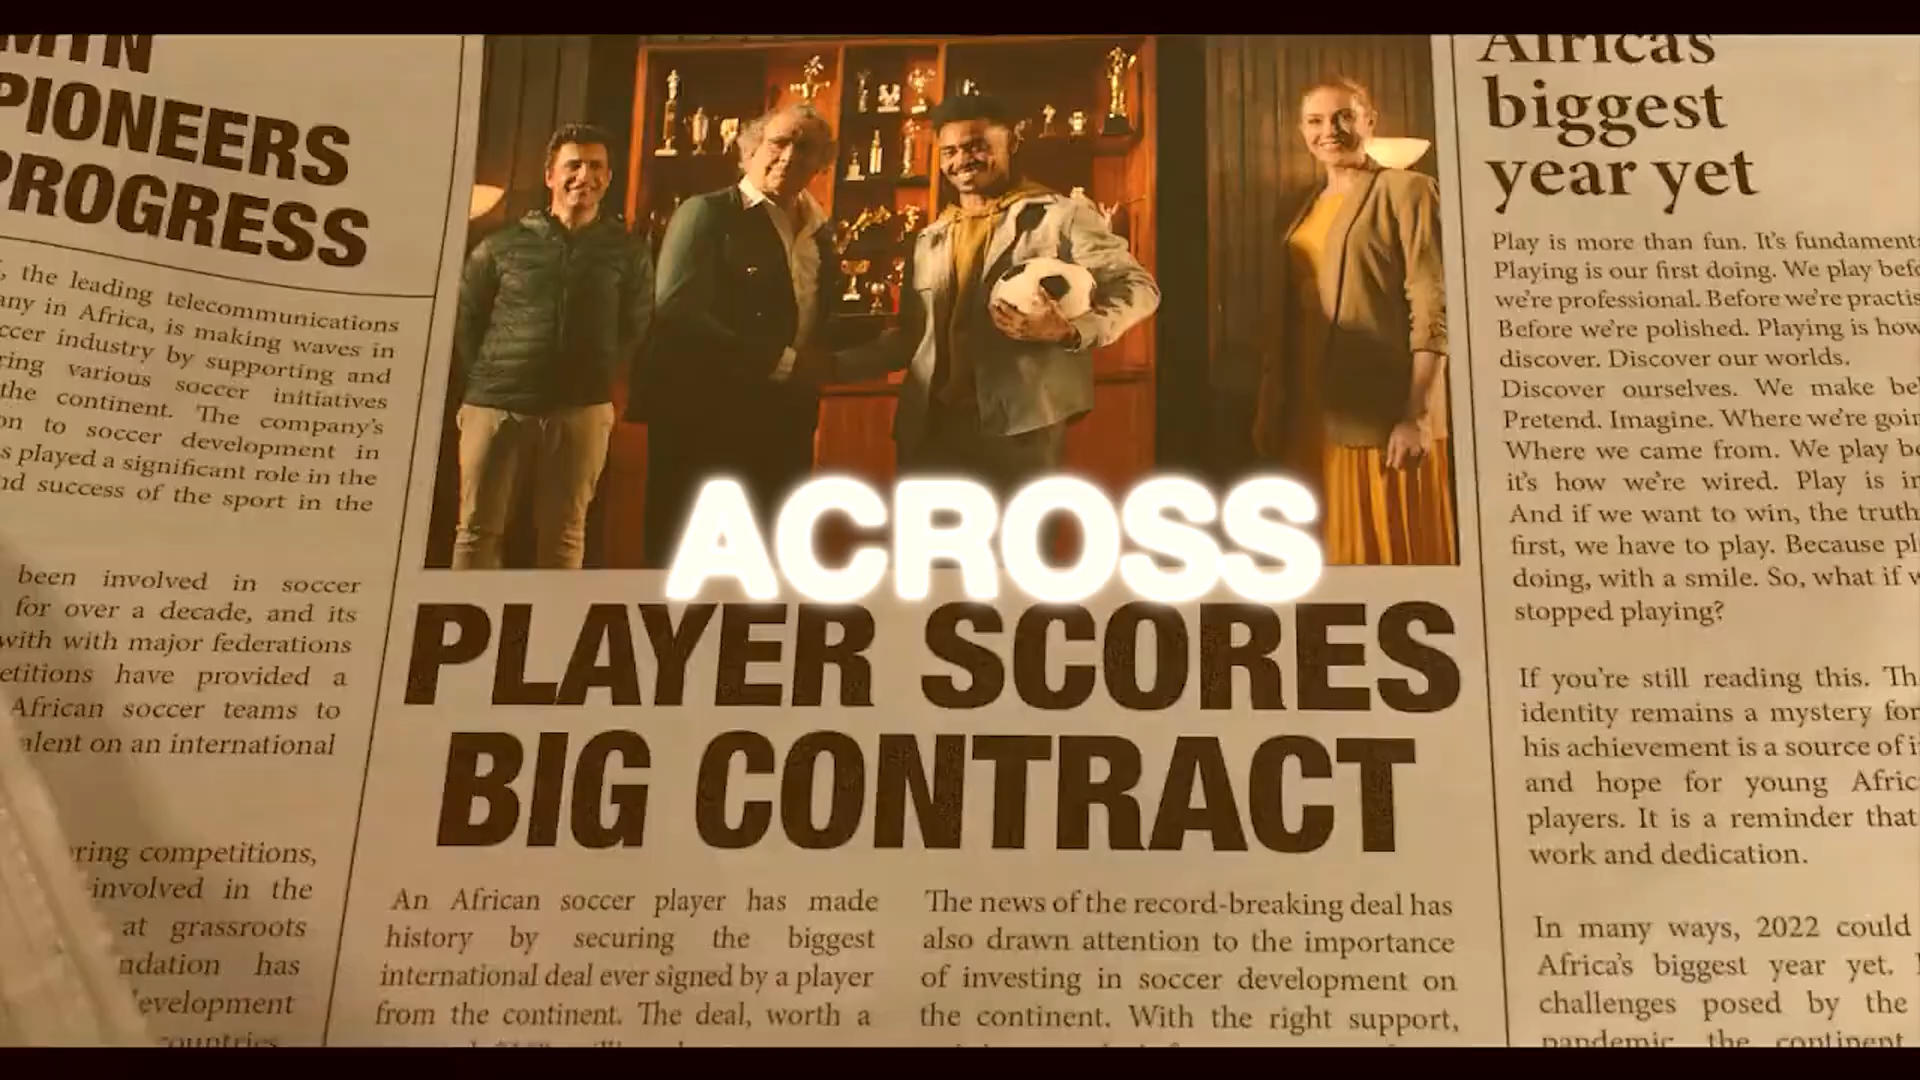 MTN
PIONEERS
PROGRESS
the leading telecommunications
in Africa, is making waves in
industry by supporting and
various soccer initiatives
the continent. The company's
to soccer development in
played a significant role in the
success of the sport in the
been involved in soccer
for over a decade, and its
with with major federations
have provided a
African soccer teams to
on an international
competitions,
involved in the
at grassroots
has
ACROSS
PLAYER SCORES
BIG CONTRACT
An African soccer player has made
history by securing the biggest
international deal ever signed by a player
from the continent. The deal, worth a
The news of the record-breaking deal has
also drawn attention to the importance
of investing in soccer development on
the continent. With the right support,
Africa's
biggest
year yet
Play is more than fun. It's
Playing is our first doing. We play
we're professional. Before we're
Before we're polished. Playing is how
discover. Discover our worlds.
Discover ourselves. We make
Pretend. Imagine. Where we're
Where we came from. We play
it's how we're wired. Play is
And if we want to win, the truth
first, we have to play. Because
doing, with a smile. So, what if
stopped playing?
If you're still reading this.
identity remains a mystery for
his achievement is a source of
and hope for young
players. It is a reminder that
work and dedication.
In many ways, 2022 could
Africa's biggest year yet.
challenges posed by the
pandemic, the continent